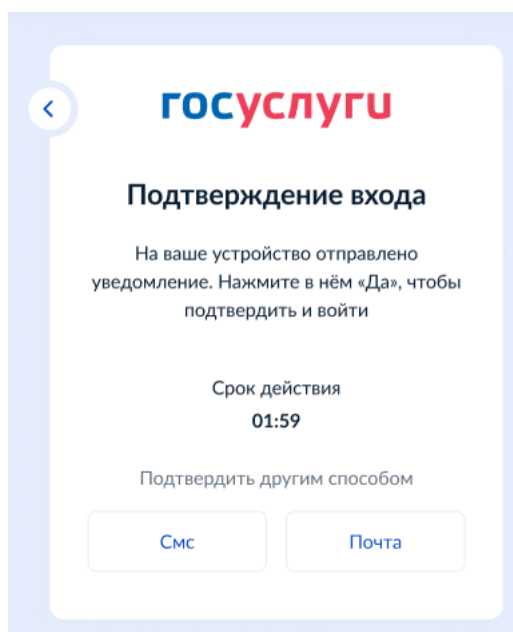 госуслуги
Подтверждение входа
На ваше устройство отправлено
уведомление. Нажмите в нём «Да», чтобы
подтвердить и войти
Срок действия
01:59
Подтвердить другим способом
Смс
Почта